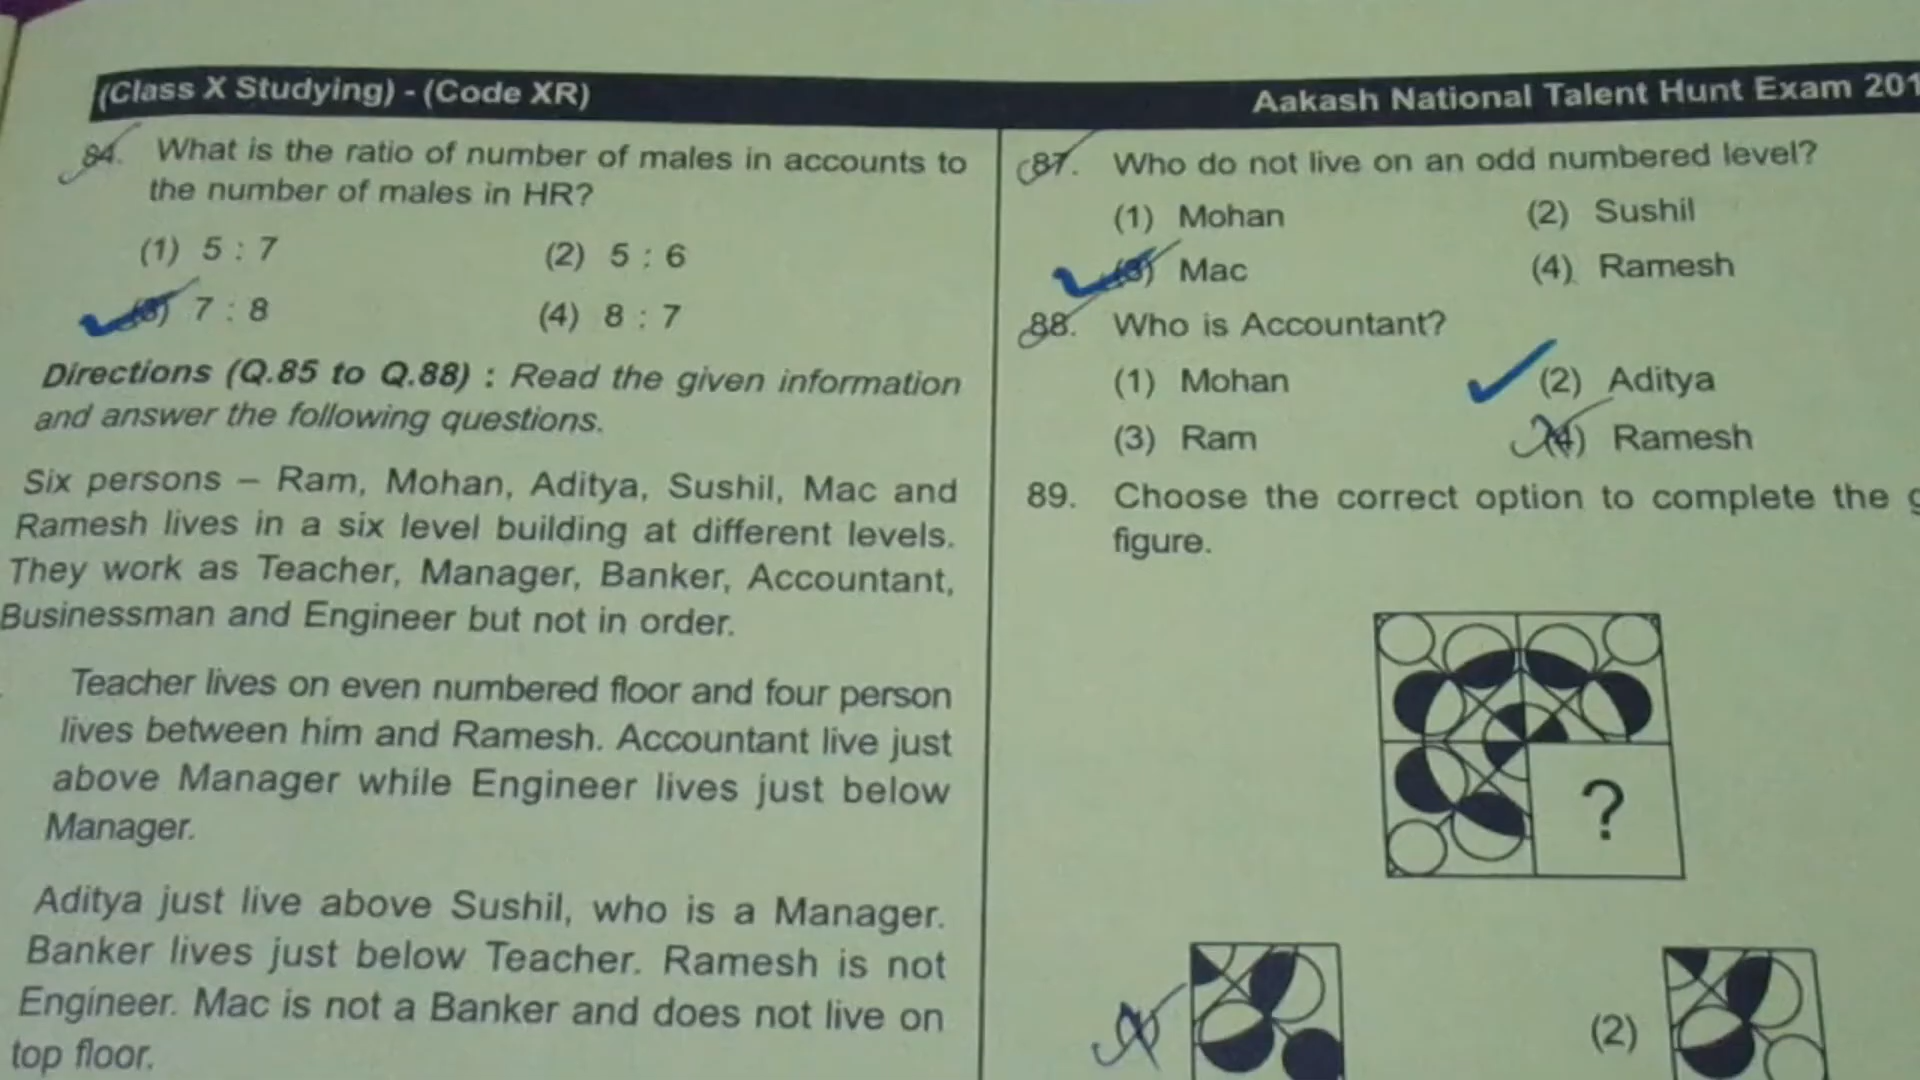 (Class X Studying) - (Code XR)
Aakash National Talent Hunt Exam 201
84. What is the ratio of number of males in accounts to
the number of males in HR?
(1) 5 : 7
(2) 5 : 6
(3) 7 : 8
(4) 8 : 7
Directions (Q.85 to Q.88) : Read the given information
and answer the following questions.
Six persons – Ram, Mohan, Aditya, Sushil, Mac and
Ramesh lives in a six level building at different levels.
They work as Teacher, Manager, Banker, Accountant,
Businessman and Engineer but not in order.
Teacher lives on even numbered floor and four person
lives between him and Ramesh. Accountant live just
above Manager while Engineer lives just below
Manager.
Aditya just live above Sushil, who is a Manager.
Banker lives just below Teacher. Ramesh is not
Engineer. Mac is not a Banker and does not live on
top floor.
87. Who do not live on an odd numbered level?
(1) Mohan
(2) Sushil
(3) Mac
(4) Ramesh
88. Who is Accountant?
(1) Mohan
(2) Aditya
(3) Ram
(4) Ramesh
89. Choose the correct option to complete the
figure.
?
(2)